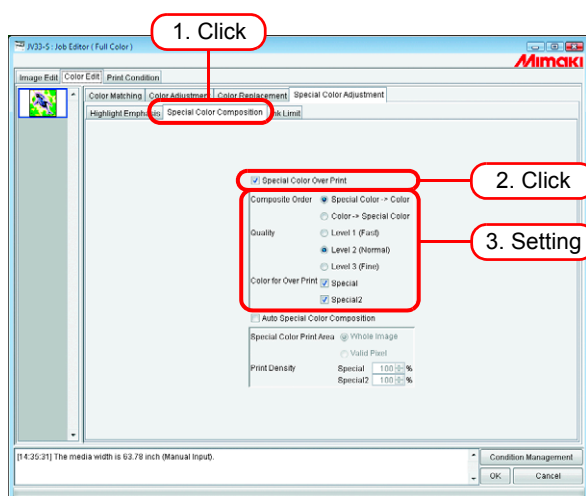 1. Click
JV33-S : Job Editor ( Full Color )
Mimaki
Image Edit Color Edit Print Condition
Color Matching Color Adjustment Color Replacement Special Color Adjustment
Highlight Emphasis Special Color Composition Ink Limit
Special Color Over Print
2. Click
Composite Order Special Color -> Color
Color -> Special Color
Quality Level 1 (Fast)
3. Setting
Level 2 (Normal)
Level 3 (Fine)
Color for Over Print Special
Special2
Auto Special Color Composition
Special Color Print Area Whole Image
Valid Pixel
Print Density Special 100 %
Special2 100 %
[14:35:31] The media width is 63.78 inch (Manual Input).
Condition Management
OK Cancel